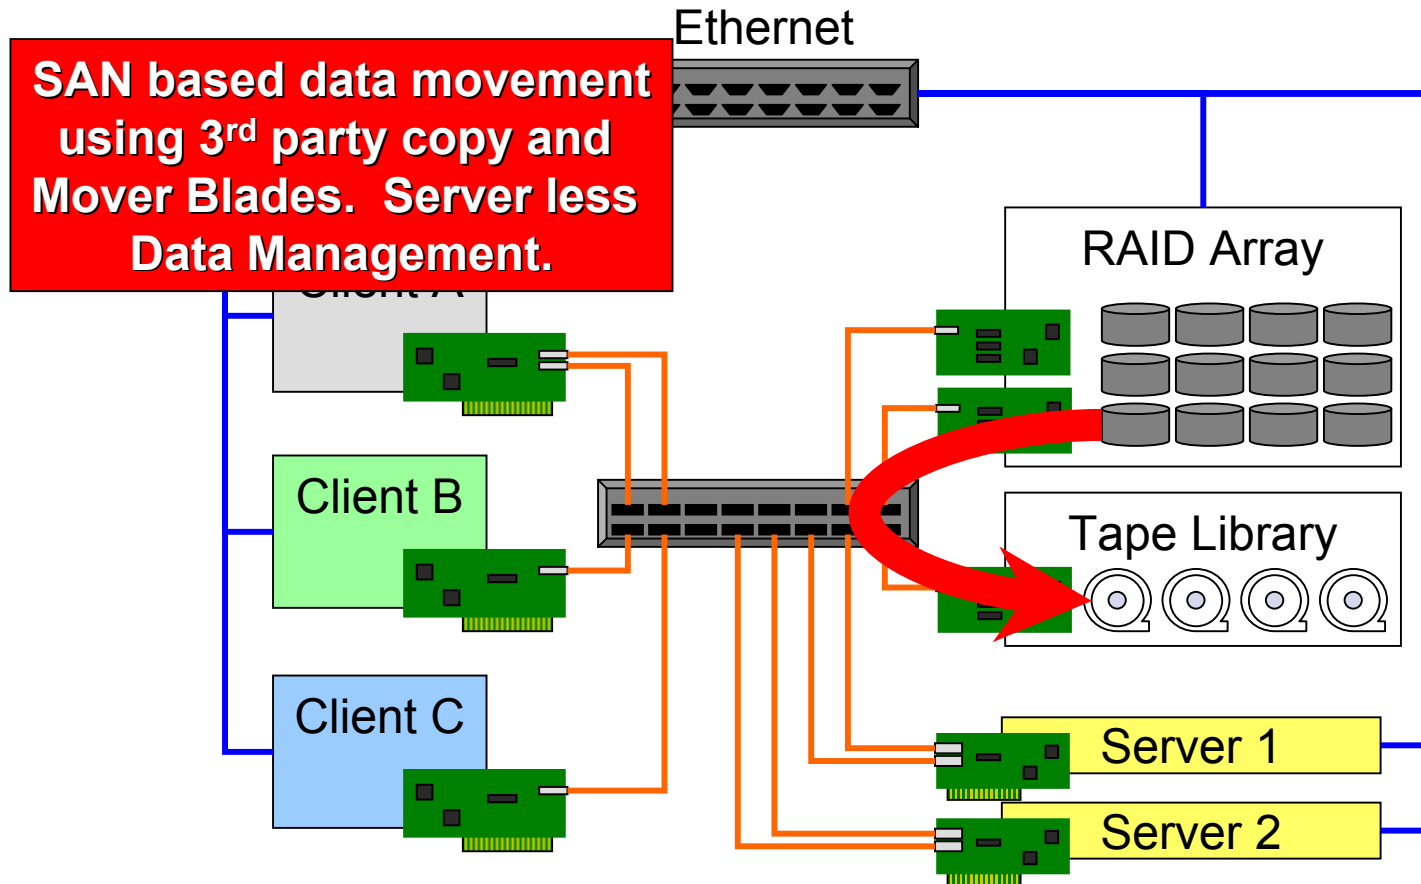 Ethernet
SAN based data movement
using 3rd party copy and
Mover Blades. Server less
Data Management.
RAID Array
Client A
Client B
Tape Library
Client C
Server 1
Server 2